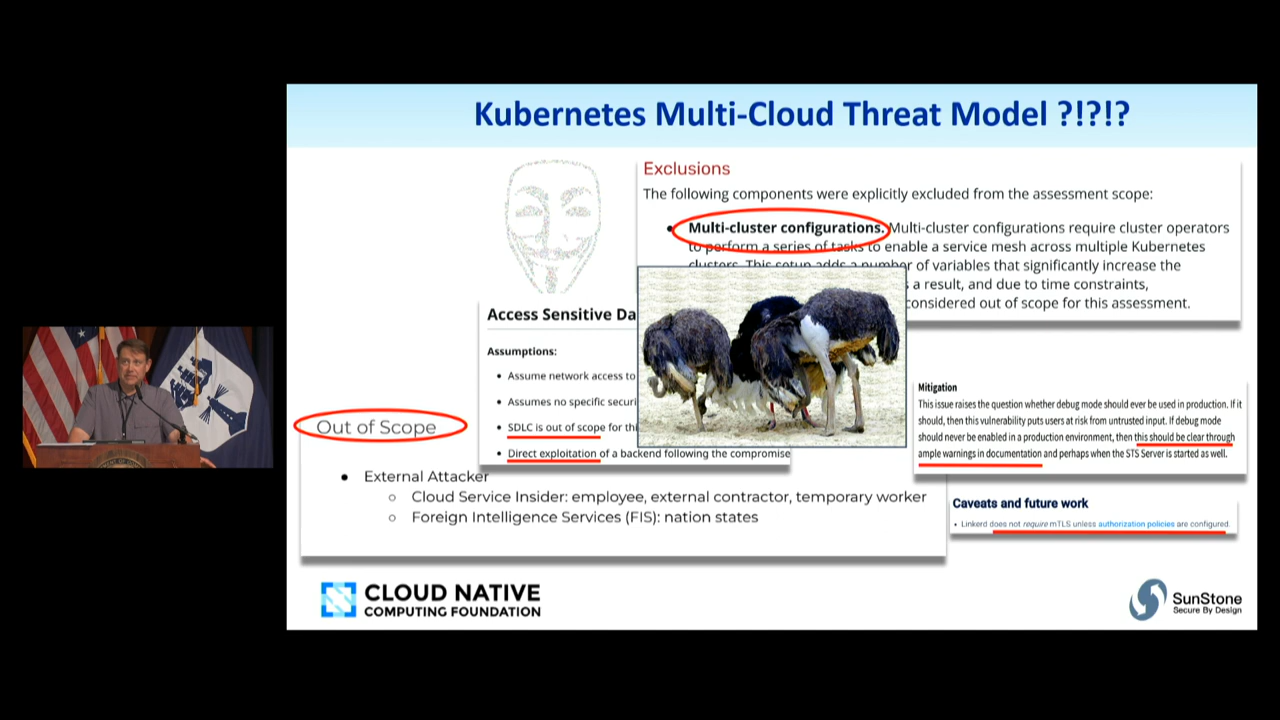 Kubernetes Multi-Cloud Threat Model ?!?!?
Exclusions
The following components were explicitly excluded from the assessment scope:
• Multi-cluster configurations. Multi-cluster configurations require cluster operators
to perform a series of tasks to enable a service mesh across multiple Kubernetes
clusters. This setup adds a number of variables that significantly increase the
a result, and due to time constraints,
considered out of scope for this assessment.
Access Sensitive Da
Assumptions:
• Assume network access to
• Assumes no specific securi
• SDLC is out of scope for thi
• Direct exploitation of a backend following the compromise
Mitigation
This issue raises the question whether debug mode should ever be used in production. If it
should, then this vulnerability puts users at risk from untrusted input. If debug mode
should never be enabled in a production environment, then this should be clear through
ample warnings in documentation and perhaps when the STS Server is started as well.
Out of Scope
• External Attacker
○ Cloud Service Insider: employee, external contractor, temporary worker
○ Foreign Intelligence Services (FIS): nation states
Caveats and future work
• Linkerd does not require mTLS unless authorization policies are configured.
CLOUD NATIVE
COMPUTING FOUNDATION
SunStone
Secure By Design